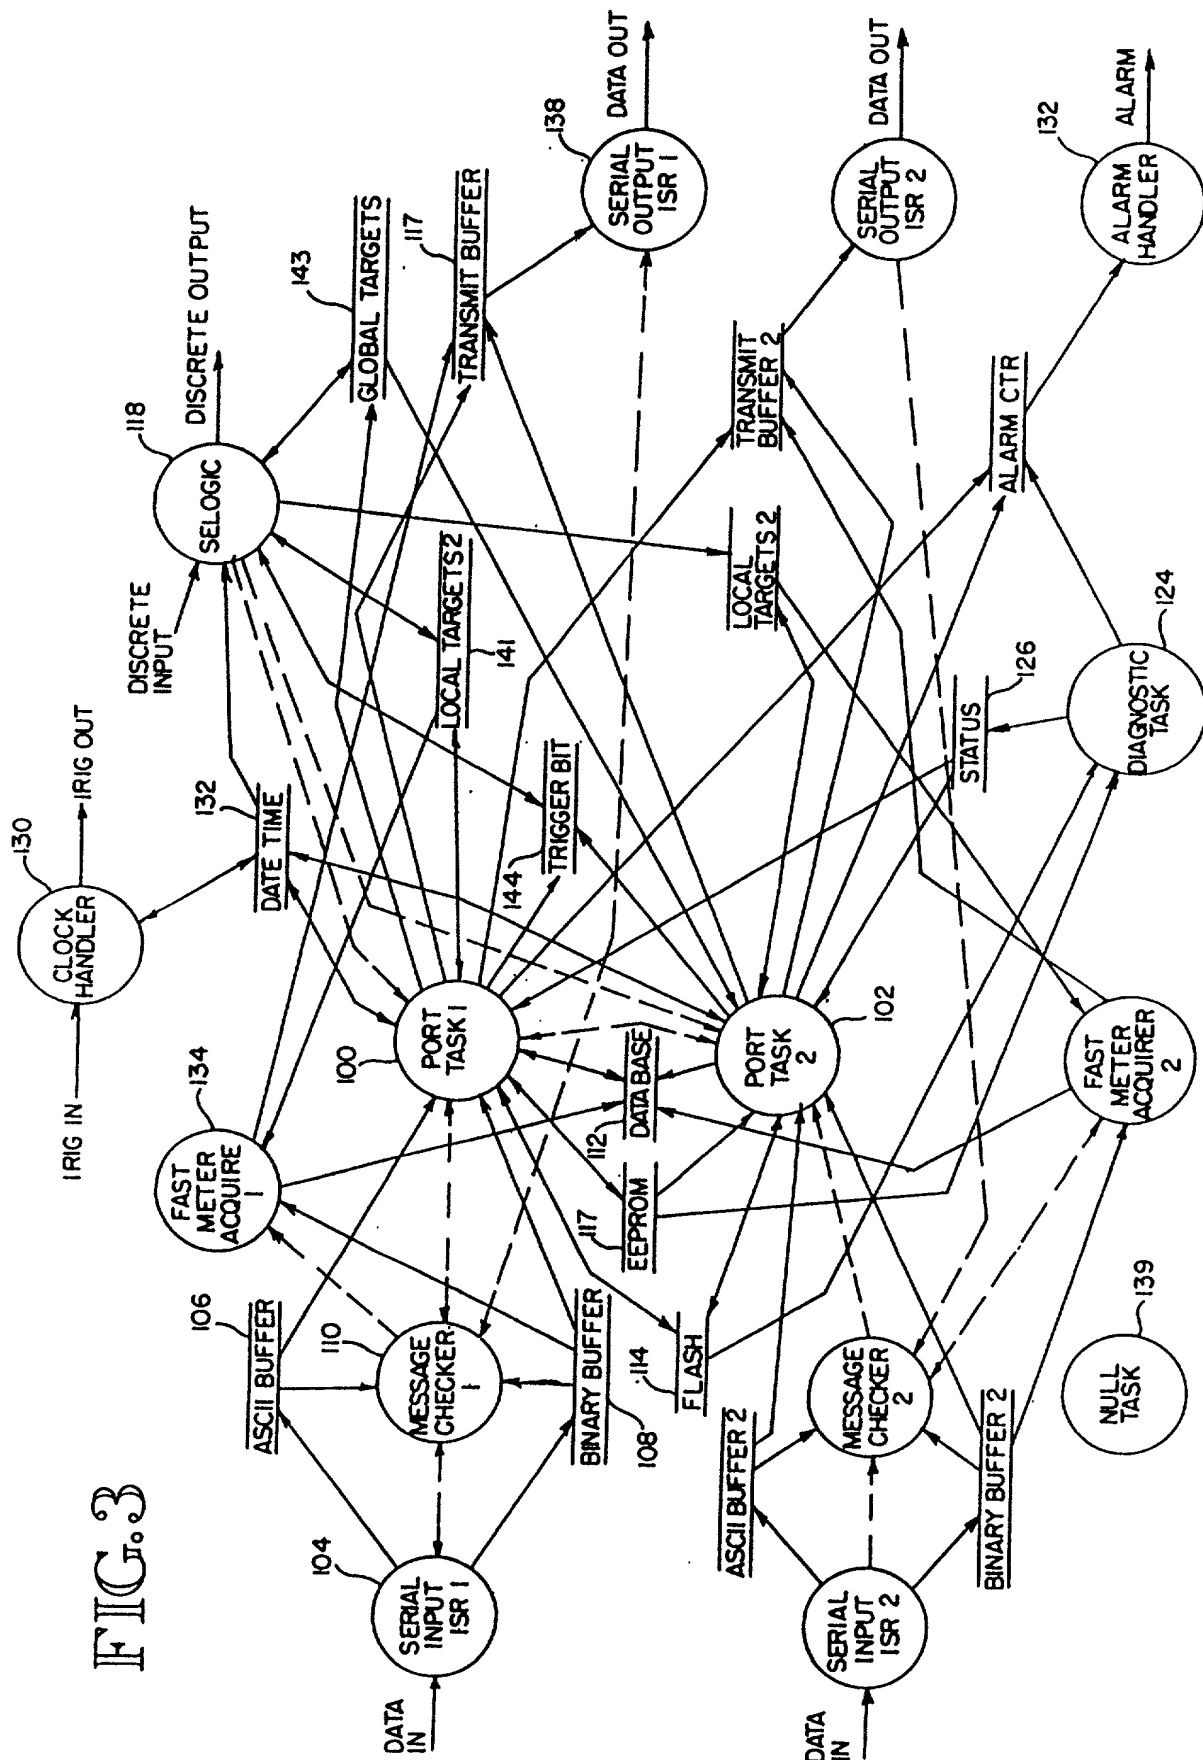 FIG.3
IRIG IN
CLOCK
HANDLER
130
IRIG OUT
DATE TIME
132
DISCRETE
INPUT
SELOGIC
118
DISCRETE OUTPUT
FAST
METER
ACQUIRE
1
134
GLOBAL TARGETS
143
ASCII BUFFER
106
PORT
TASK 1
100
LOCAL TARGETS 2
141
TRANSMIT BUFFER
117
DATA
IN
SERIAL
INPUT
ISR 1
104
MESSAGE
CHECKER
1
110
BINARY BUFFER
108
TRIGGER BIT
144
SERIAL
OUTPUT
ISR 1
138
DATA OUT
EEPROM
117
DATA BASE
112
FLASH
114
ASCII BUFFER 2
PORT
TASK
2
102
LOCAL
TARGETS 2
TRANSMIT
BUFFER 2
DATA
IN
SERIAL
INPUT
ISR 2
MESSAGE
CHECKER
2
SERIAL
OUTPUT
ISR 2
DATA OUT
BINARY BUFFER 2
STATUS
126
ALARM CTR
NULL
TASK
139
FAST
METER
ACQUIRER
2
DIAGNOSTIC
TASK
124
ALARM
HANDLER
132
ALARM